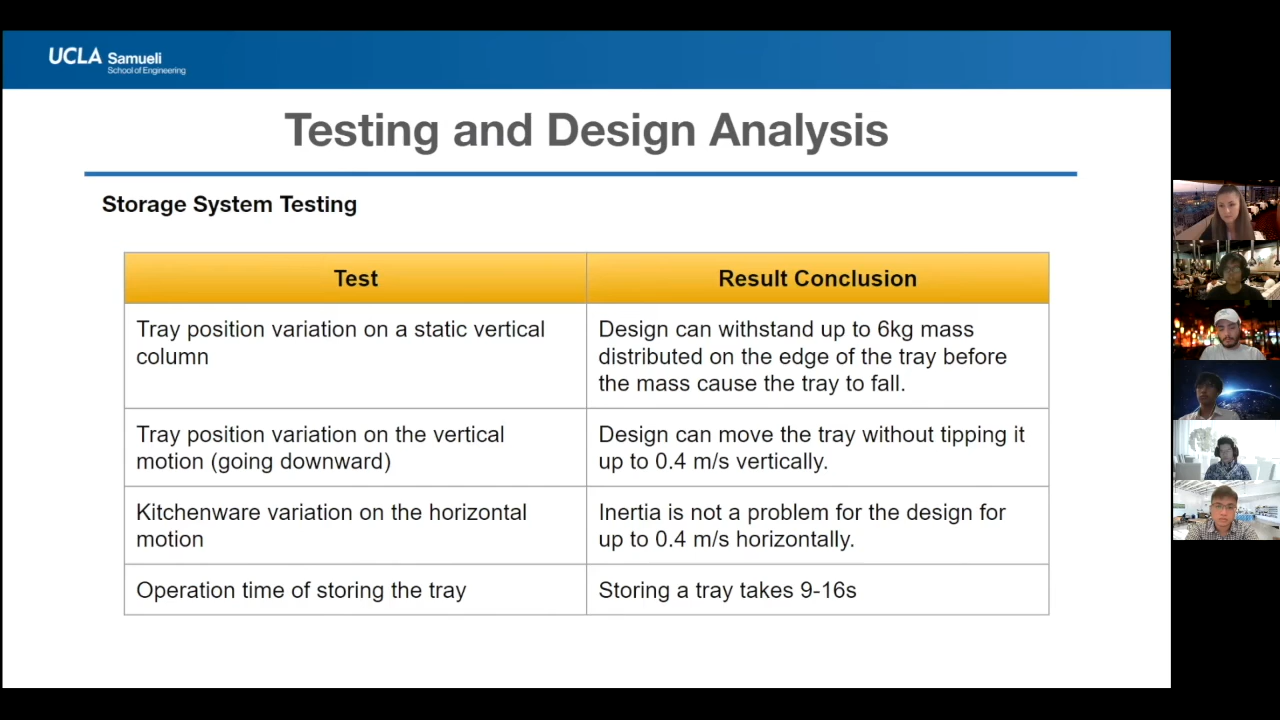 UCLA Samueli
School of Engineering
Testing and Design Analysis
Storage System Testing
Test
Result Conclusion
Tray position variation on a static vertical
column
Design can withstand up to 6kg mass
distributed on the edge of the tray before
the mass cause the tray to fall.
Tray position variation on the vertical
motion (going downward)
Design can move the tray without tipping it
up to 0.4 m/s vertically.
Kitchenware variation on the horizontal
motion
Inertia is not a problem for the design for
up to 0.4 m/s horizontally.
Operation time of storing the tray
Storing a tray takes 9-16s